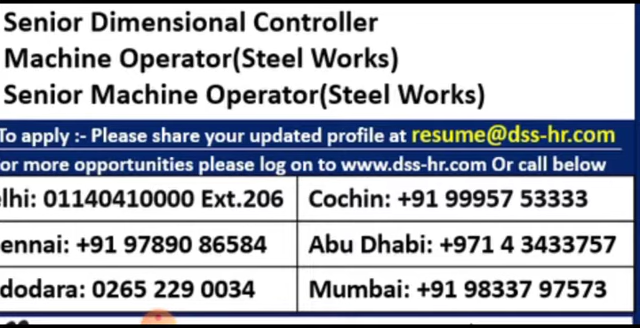 Senior Dimensional Controller
Machine Operator(Steel Works)
Senior Machine Operator(Steel Works)
To apply :- Please share your updated profile at resume@dss-hr.com
or more opportunities please log on to www.dss-hr.com Or call below
elhi: 01140410000 Ext.206 Cochin: +91 99957 53333
ennai: +91 97890 86584 Abu Dhabi: +971 4 3433757
dodara: 0265 229 0034 Mumbai: +91 98337 97573